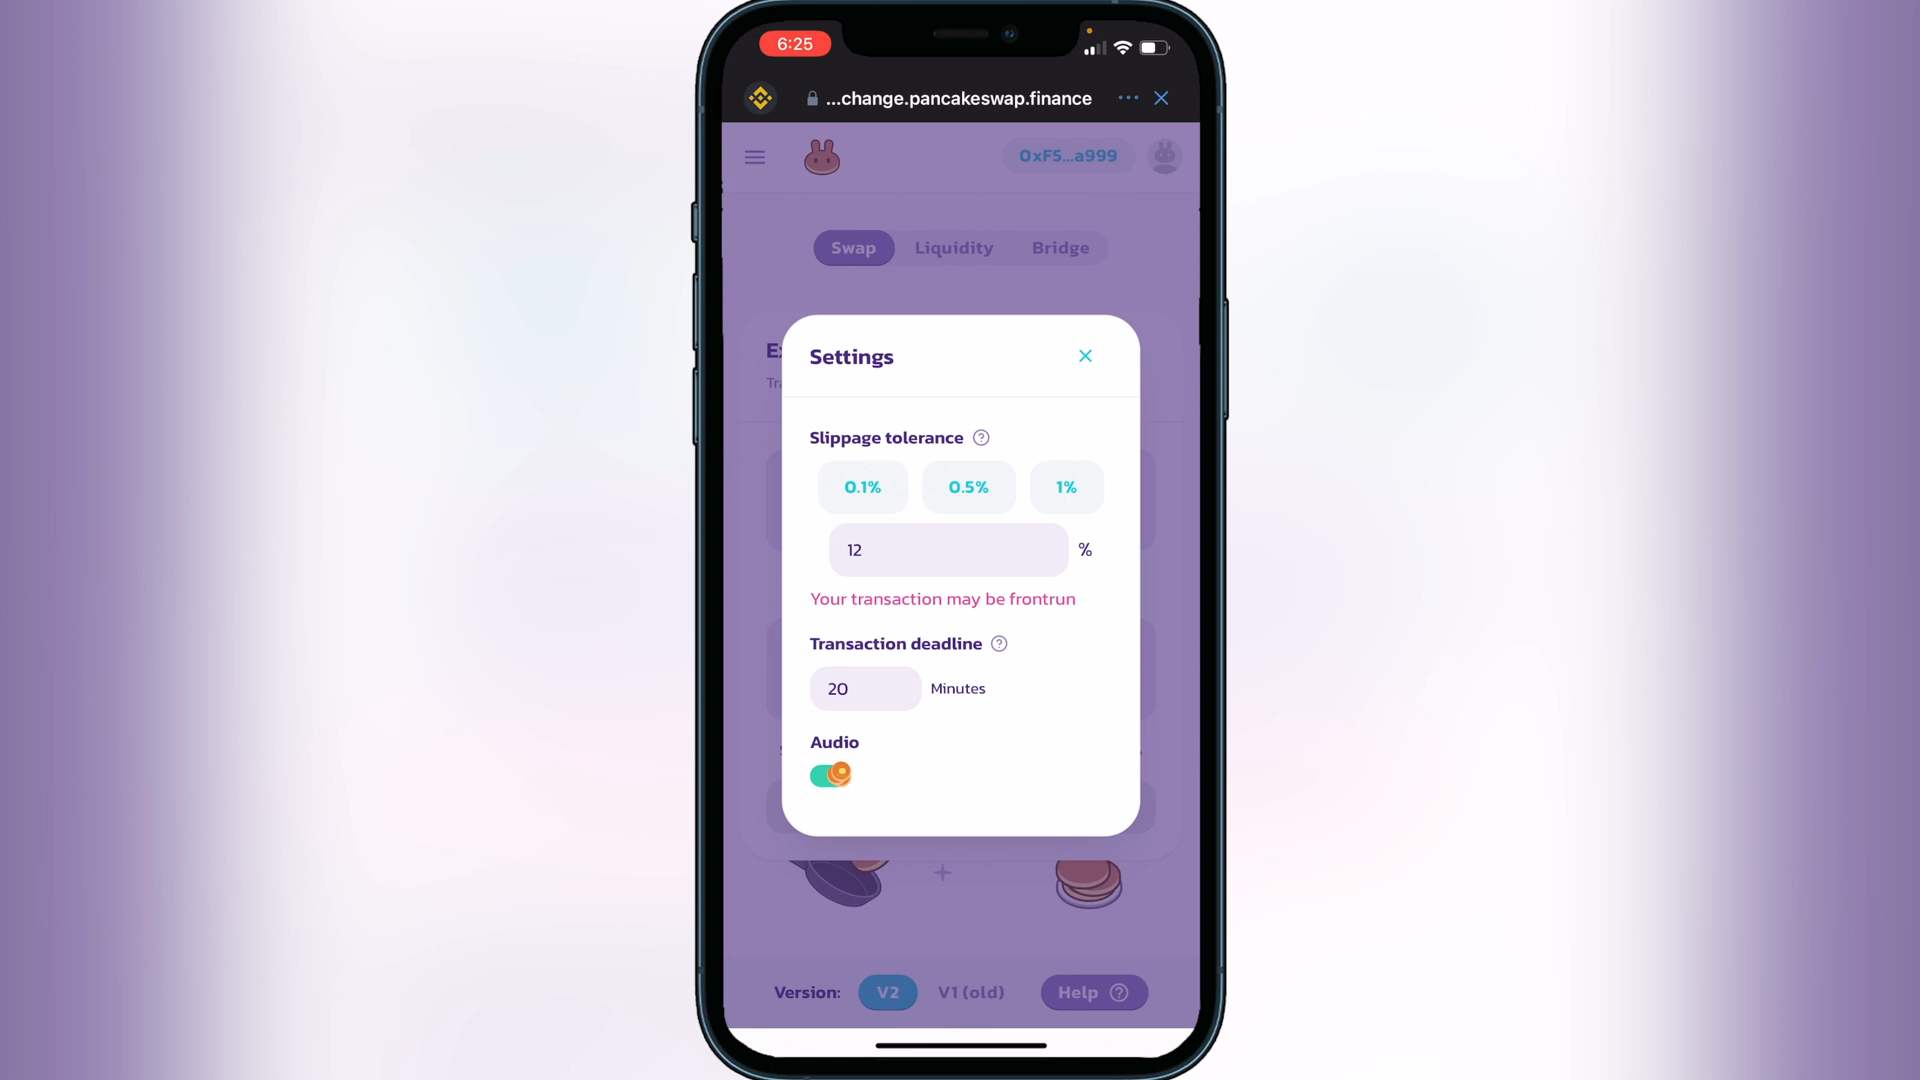 6:25
...change.pancakeswap.finance
0xF5...a999
Swap Liquidity Bridge
Settings
Slippage tolerance ?
0.1% 0.5% 1%
12 %
Your transaction may be frontrun
Transaction deadline ?
20 Minutes
Audio
Version: V2 V1 (old) Help ?